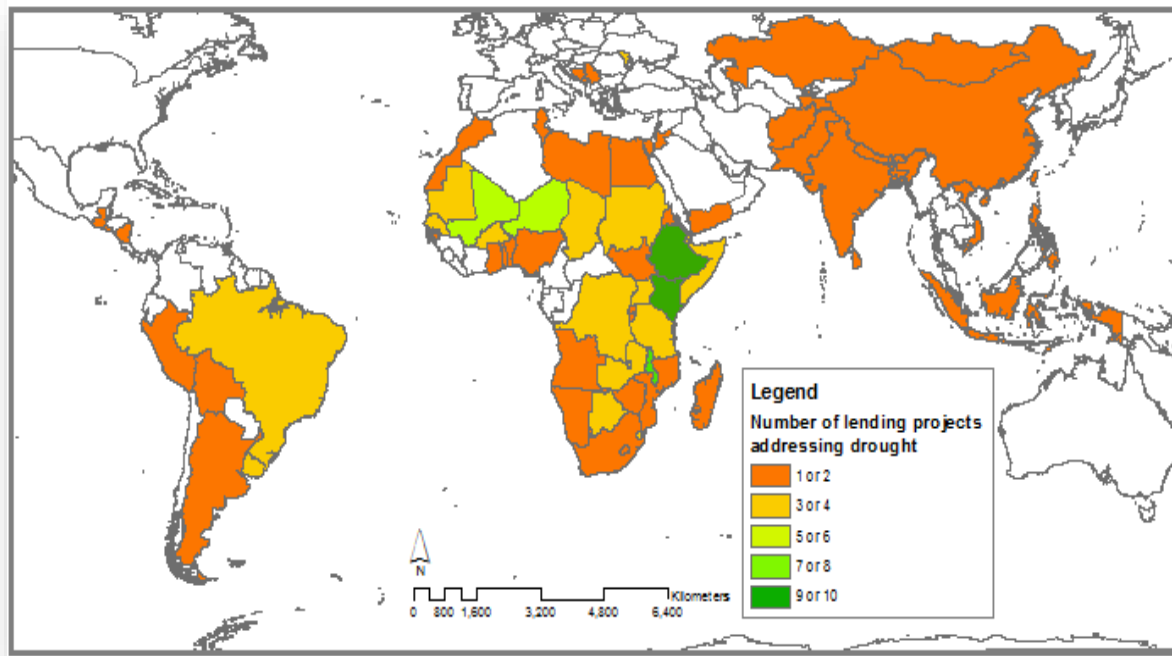 Legend
Number of lending projects
addressing drought
1 or 2
3 or 4
5 or 6
7 or 8
9 or 10
N
Kilometers
0 800 1,600 3,200 4,800 6,400